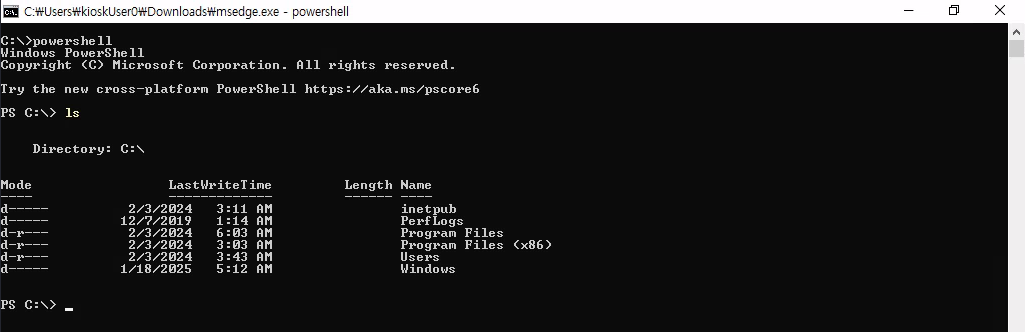 C:₩Users₩kioskUser0₩Downloads₩msedge.exe - powershell
C:\>powershell
Windows PowerShell
Copyright (C) Microsoft Corporation. All rights reserved.
Try the new cross-platform PowerShell https://aka.ms/pscore6
PS C:\> ls
Directory: C:\
Mode                 LastWriteTime         Length Name
----                 -------------         ------ ----
d-----          2/3/2024   3:11 AM                inetpub
d-----         12/7/2019   1:14 AM                PerfLogs
d-r---          2/3/2024   6:03 AM                Program Files
d-r---          2/3/2024   3:03 AM                Program Files (x86)
d-r---          2/3/2024   3:43 AM                Users
d-----         1/18/2025   5:12 AM                Windows
PS C:\> _